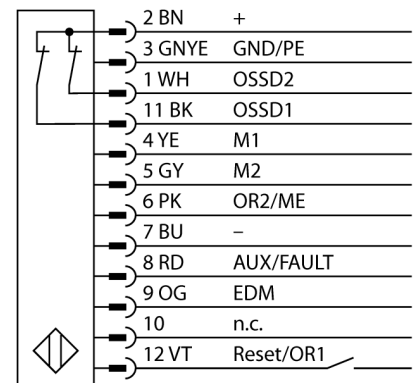 2 BN +
3 GNYE GND/PE
1 WH OSSD2
11 BK OSSD1
4 YE M1
5 GY M2
6 PK OR2/ME
7 BU –
8 RD AUX/FAULT
9 OG EDM
10 n.c.
12 VT Reset/OR1